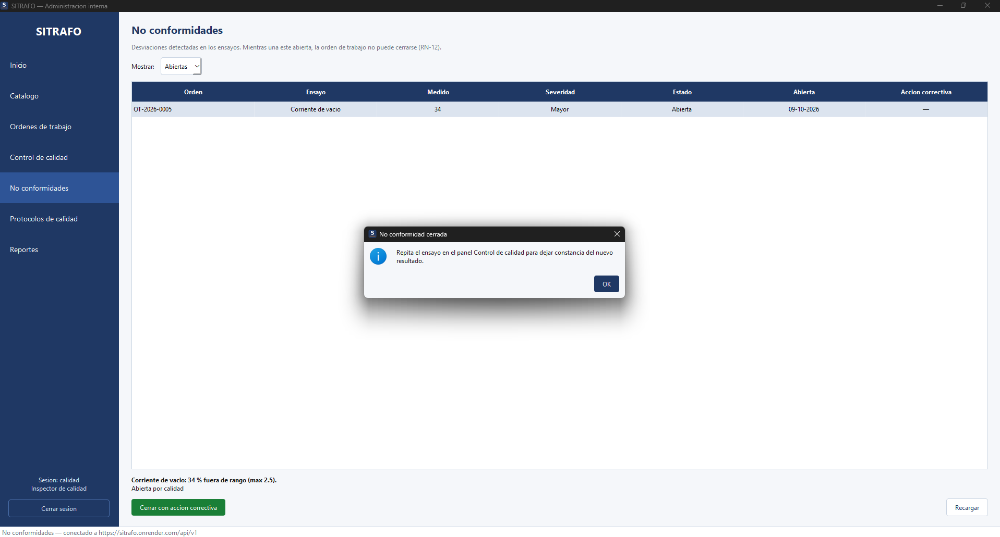 S SITRAFO — Administracion interna
SITRAFO
Inicio
Catalogo
Ordenes de trabajo
Control de calidad
No conformidades
Protocolos de calidad
Reportes
Sesion: calidad
Inspector de calidad
Cerrar sesion
No conformidades
Desviaciones detectadas en los ensayos. Mientras una este abierta, la orden de trabajo no puede cerrarse (RN-12).
Mostrar: Abiertas
Orden Ensayo Medido Severidad Estado Abierta Accion correctiva
OT-2026-0005 Corriente de vacio 34 Mayor Abierta 09-10-2026 —
S No conformidad cerrada
Repita el ensayo en el panel Control de calidad para dejar constancia del nuevo
resultado.
OK
Corriente de vacio: 34 % fuera de rango (max 2.5).
Abierta por calidad
Cerrar con accion correctiva
Recargar
No conformidades — conectado a https://sitrafo.onrender.com/api/v1